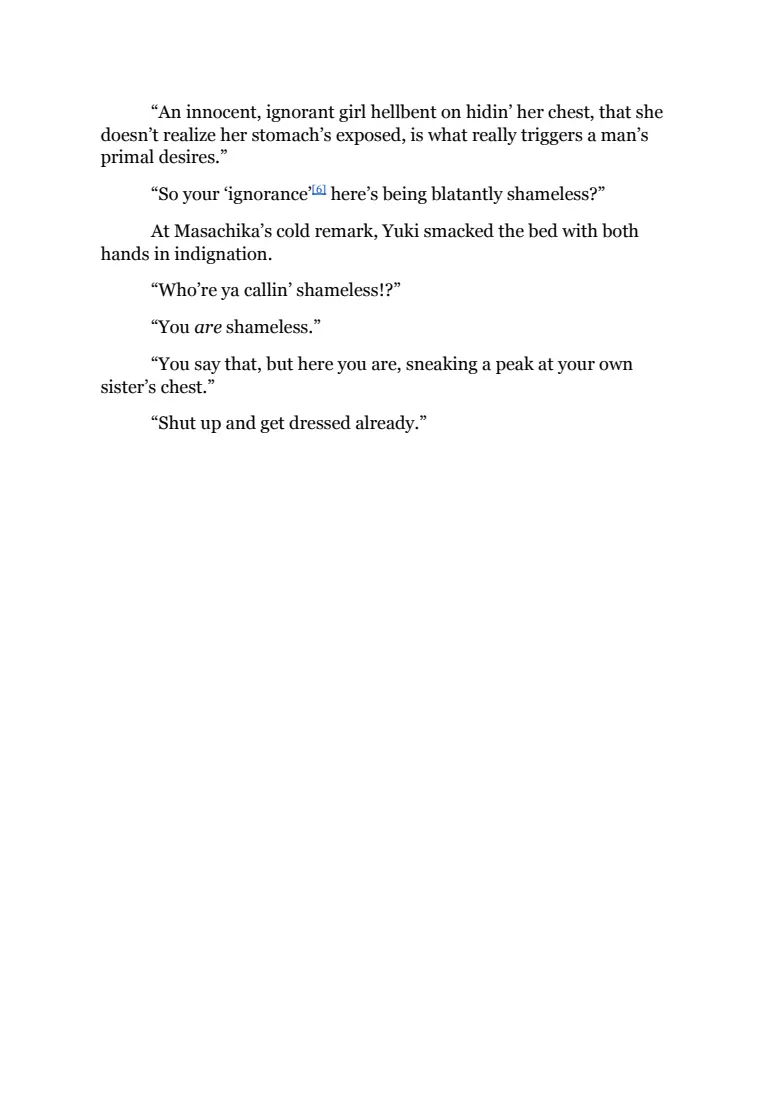 “An innocent, ignorant girl hellbent on hidin’ her chest, that she
doesn’t realize her stomach’s exposed, is what really triggers a man’s
primal desires.”
“So your ‘ignorance’[6] here’s being blatantly shameless?”
At Masachika’s cold remark, Yuki smacked the bed with both
hands in indignation.
“Who’re ya callin’ shameless!?”
“You are shameless.”
“You say that, but here you are, sneaking a peak at your own
sister’s chest.”
“Shut up and get dressed already.”